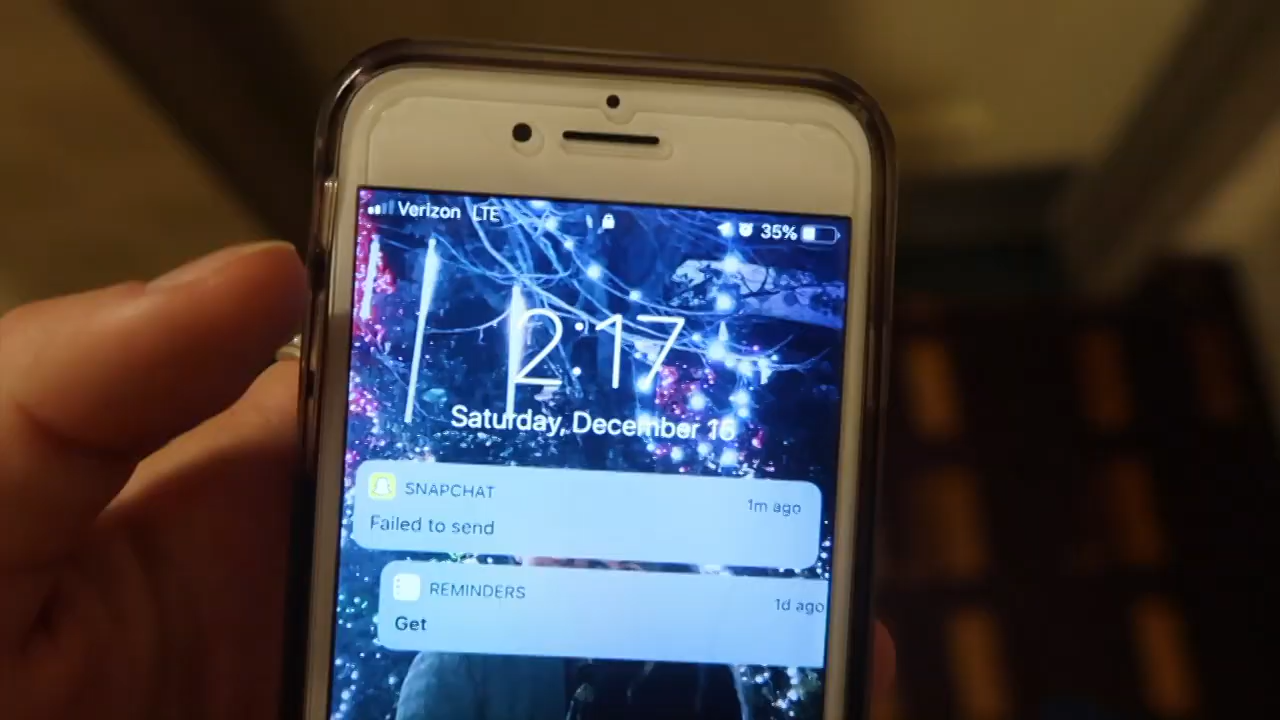 Verizon LTE 35%
2:17
Saturday, December 16
SNAPCHAT 1m ago
Failed to send
REMINDERS 1d ago
Get